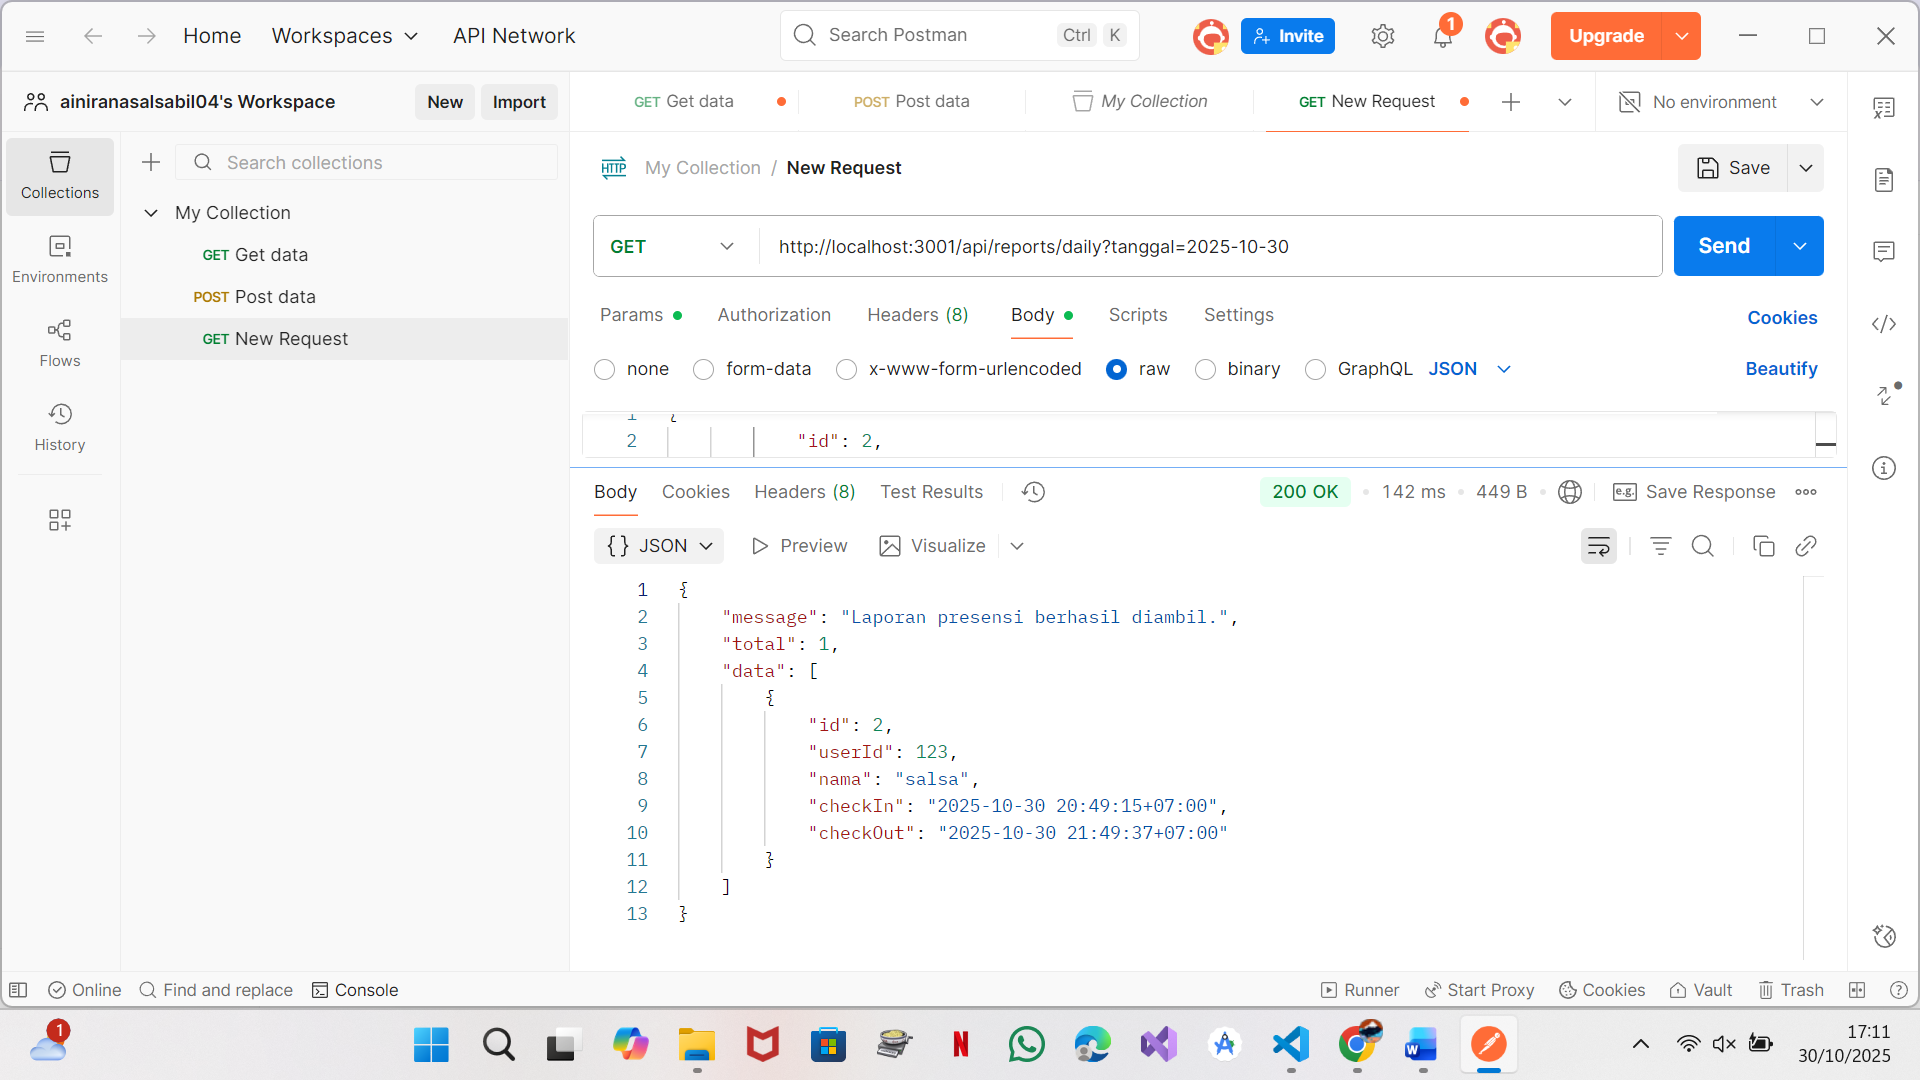 Home Workspaces API Network Search Postman Ctrl K Invite 1 Upgrade
ainiranasalsabil04's Workspace New Import GET Get data POST Post data My Collection GET New Request No environment
Search collections
Collections
Environments
Flows
History
My Collection
GET Get data
POST Post data
GET New Request
HTTP My Collection / New Request Save
GET http://localhost:3001/api/reports/daily?tanggal=2025-10-30 Send
Params Authorization Headers (8) Body Scripts Settings Cookies
none form-data x-www-form-urlencoded raw binary GraphQL JSON Beautify
1 {
2 "id": 2,
Body Cookies Headers (8) Test Results 200 OK 142 ms 449 B e.g. Save Response
{} JSON Preview Visualize
1 {
2 "message": "Laporan presensi berhasil diambil.",
3 "total": 1,
4 "data": [
5 {
6 "id": 2,
7 "userId": 123,
8 "nama": "salsa",
9 "checkIn": "2025-10-30 20:49:15+07:00",
10 "checkOut": "2025-10-30 21:49:37+07:00"
11 }
12 ]
13 }
Online Find and replace Console Runner Start Proxy Cookies Vault Trash
1 17:11
30/10/2025